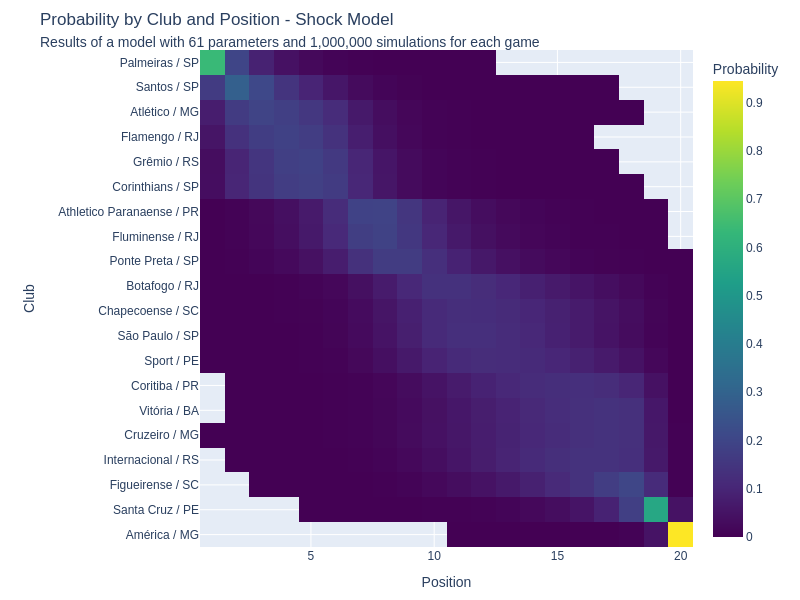 Probability by Club and Position - Shock Model
Results of a model with 61 parameters and 1,000,000 simulations for each game
Probability
Club
Palmeiras / SP
Santos / SP
Atlético / MG
Flamengo / RJ
Grêmio / RS
Corinthians / SP
Athletico Paranaense / PR
Fluminense / RJ
Ponte Preta / SP
Botafogo / RJ
Chapecoense / SC
São Paulo / SP
Sport / PE
Coritiba / PR
Vitória / BA
Cruzeiro / MG
Internacional / RS
Figueirense / SC
Santa Cruz / PE
América / MG
0.9
0.8
0.7
0.6
0.5
0.4
0.3
0.2
0.1
0
5
10
15
20
Position